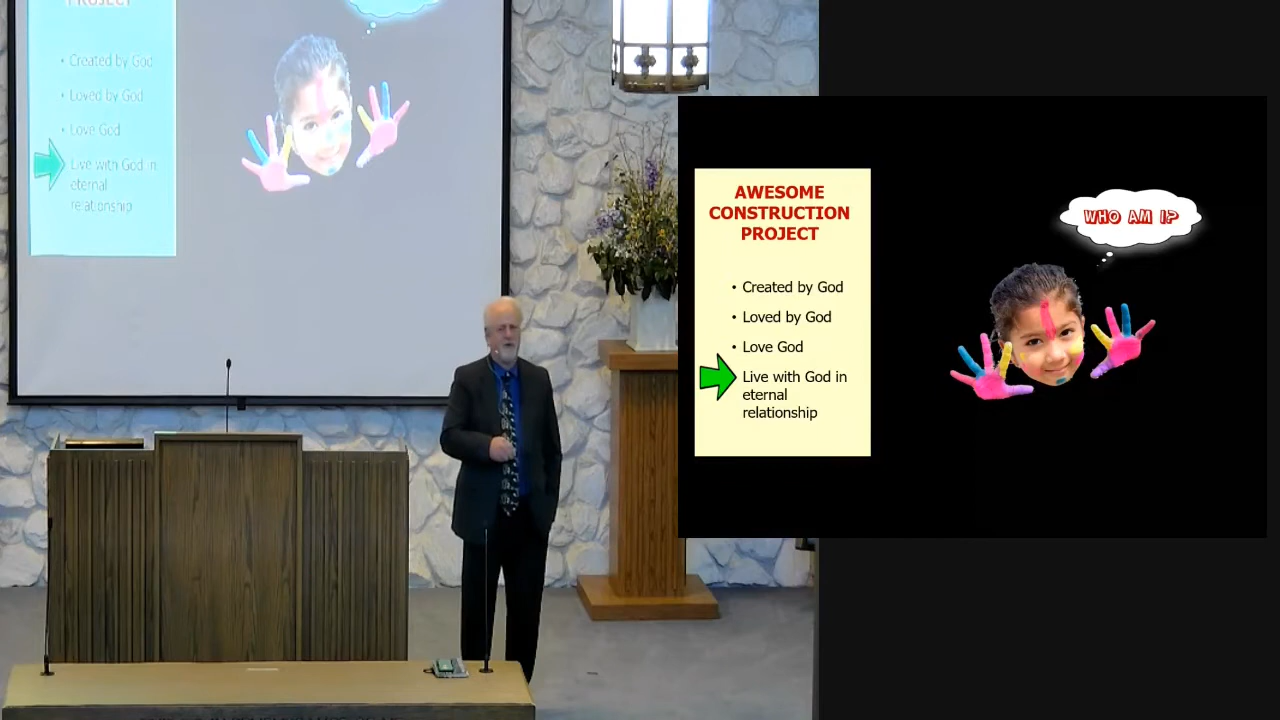 PROJECT
• Created by God
• Loved by God
• Love God
Live with God in
eternal
relationship
AWESOME
CONSTRUCTION
PROJECT
• Created by God
• Loved by God
• Love God
• Live with God in
eternal
relationship
WHO AM I?